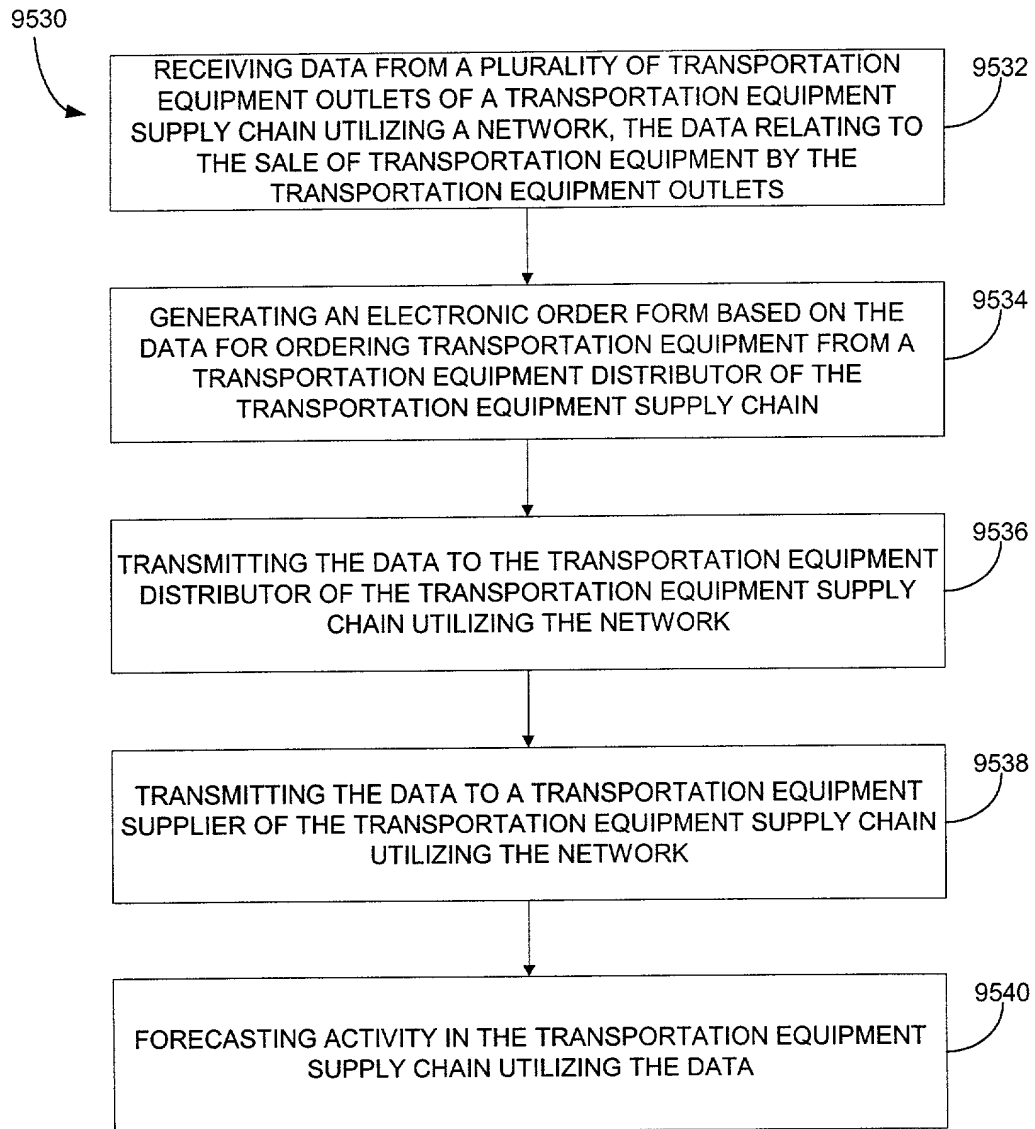 9530
RECEIVING DATA FROM A PLURALITY OF TRANSPORTATION
EQUIPMENT OUTLETS OF A TRANSPORTATION EQUIPMENT
SUPPLY CHAIN UTILIZING A NETWORK, THE DATA RELATING TO
THE SALE OF TRANSPORTATION EQUIPMENT BY THE
TRANSPORTATION EQUIPMENT OUTLETS
9532
GENERATING AN ELECTRONIC ORDER FORM BASED ON THE
DATA FOR ORDERING TRANSPORTATION EQUIPMENT FROM A
TRANSPORTATION EQUIPMENT DISTRIBUTOR OF THE
TRANSPORTATION EQUIPMENT SUPPLY CHAIN
9534
TRANSMITTING THE DATA TO THE TRANSPORTATION EQUIPMENT
DISTRIBUTOR OF THE TRANSPORTATION EQUIPMENT SUPPLY
CHAIN UTILIZING THE NETWORK
9536
TRANSMITTING THE DATA TO A TRANSPORTATION EQUIPMENT
SUPPLIER OF THE TRANSPORTATION EQUIPMENT SUPPLY CHAIN
UTILIZING THE NETWORK
9538
FORECASTING ACTIVITY IN THE TRANSPORTATION EQUIPMENT
SUPPLY CHAIN UTILIZING THE DATA
9540